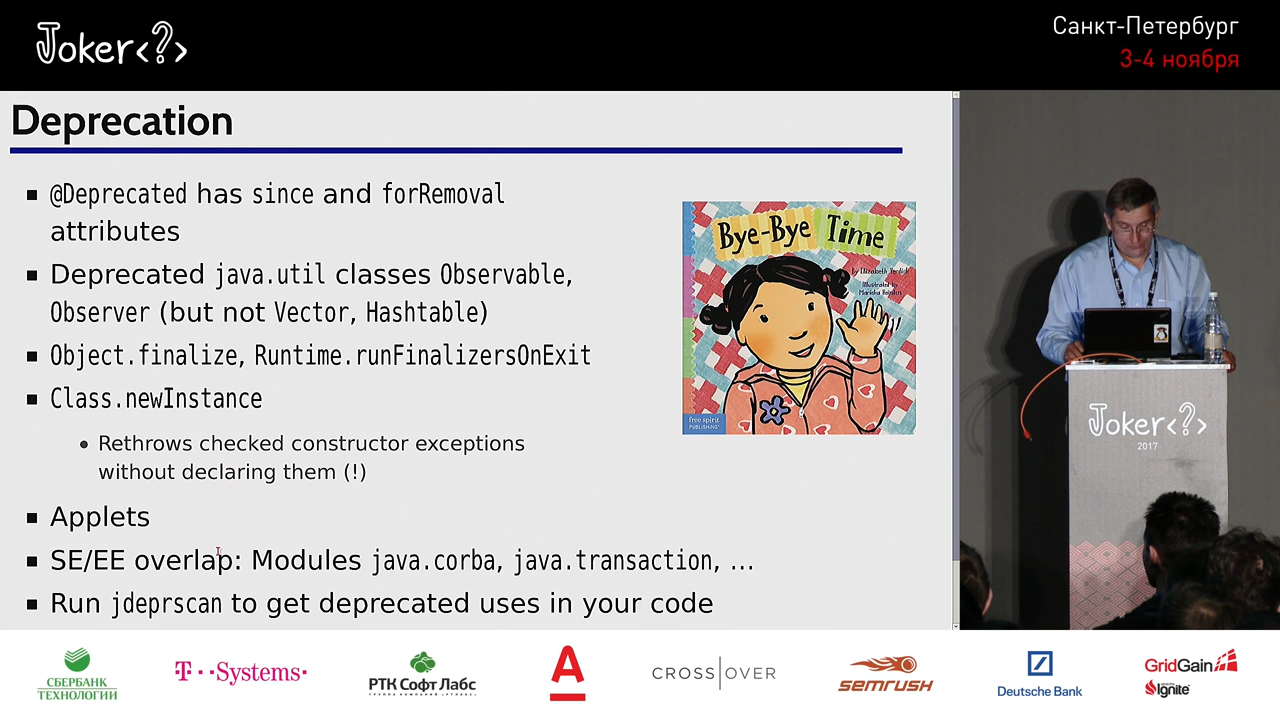 Joker<?>
Санкт-Петербург
3-4 ноября
Deprecation
@Deprecated has since and forRemoval
attributes
Deprecated java.util classes Observable,
Observer (but not Vector, Hashtable)
Object.finalize, Runtime.runFinalizersOnExit
Class.newInstance
Rethrows checked constructor exceptions
without declaring them (!)
Applets
SE/EE overlap: Modules java.corba, java.transaction, ...
Run jdeprscan to get deprecated uses in your code
Bye-Bye Time
By Elizabeth Verdick
Illustrated by
Marieka Heinlen
free spirit
PUBLISHING
Joker<?>
2017
СБЕРБАНК
ТЕХНОЛОГИИ
T··Systems·
РТК Софт Лабс
ГРУППА КОМПАНИЙ «РТЛАБС»
А
CROSS|OVER
semrush
Deutsche Bank
GridGain
Ignite